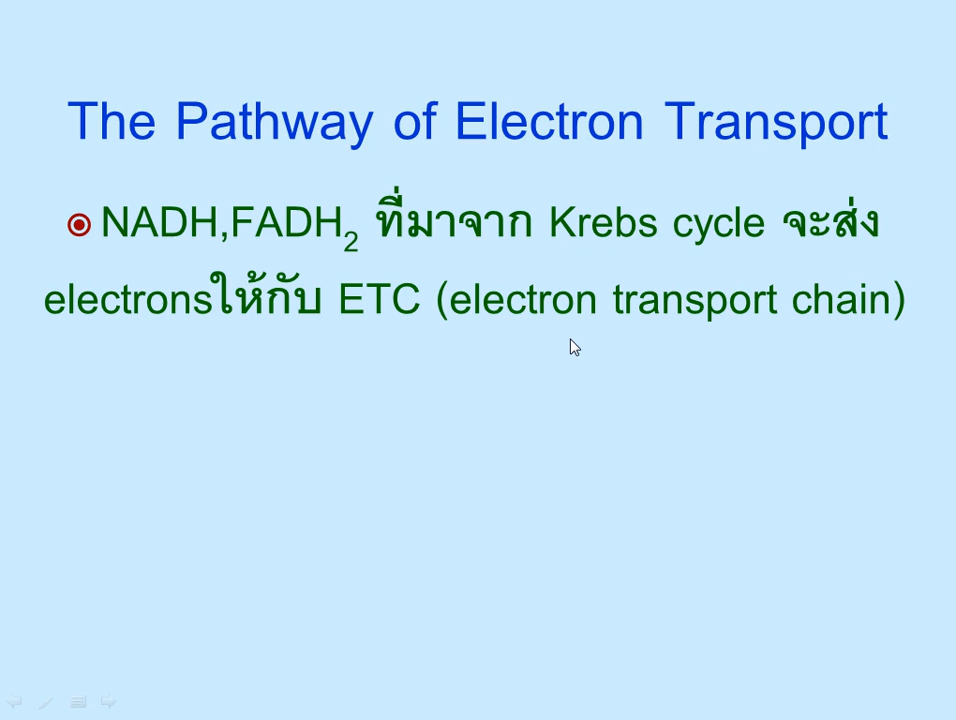 The Pathway of Electron Transport
NADH,FADH₂ ที่มาจาก Krebs cycle จะส่ง
electronsให้กับ ETC (electron transport chain)